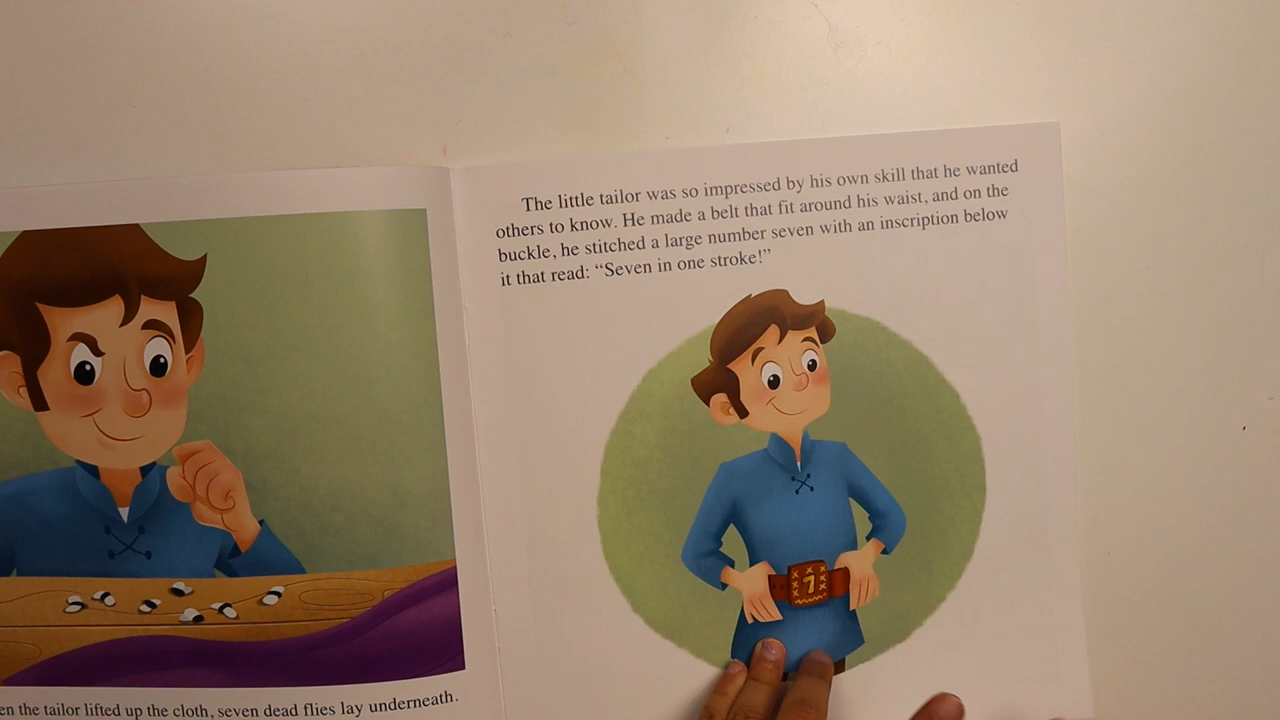 en the tailor lifted up the cloth, seven dead flies lay underneath.
The little tailor was so impressed by his own skill that he wanted
others to know. He made a belt that fit around his waist, and on the
buckle, he stitched a large number seven with an inscription below
it that read: “Seven in one stroke!”
7